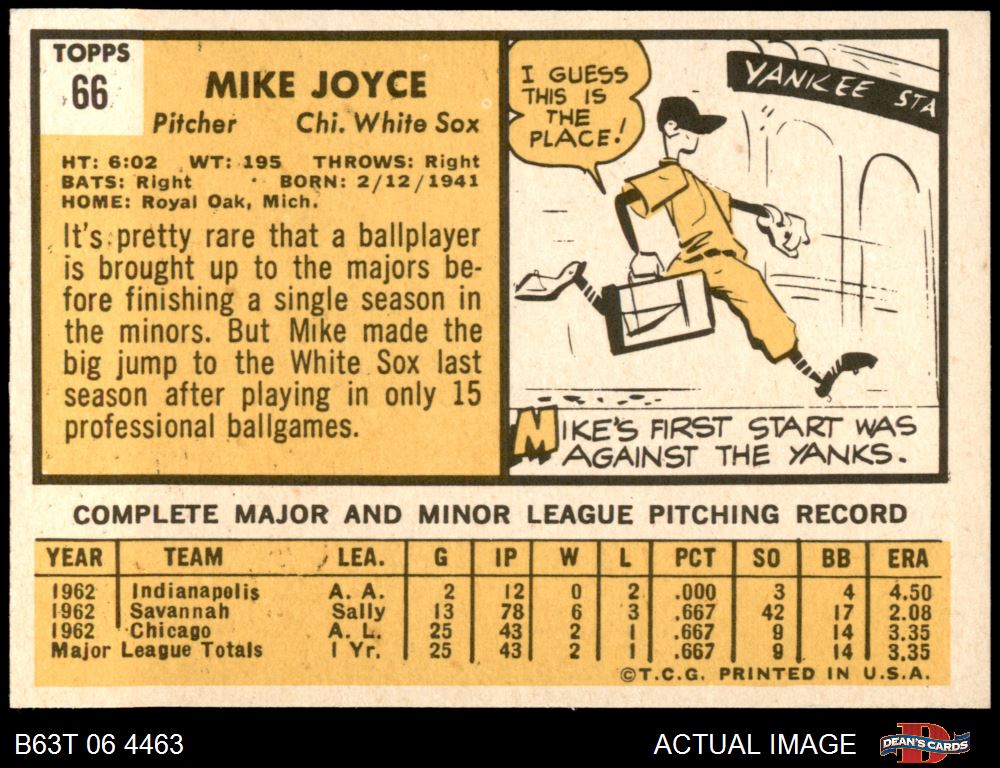 TOPPS
66
MIKE JOYCE
Pitcher Chi. White Sox
HT: 6:02 WT: 195 THROWS: Right
BATS: Right BORN: 2/12/1941
HOME: Royal Oak, Mich.
It's pretty rare that a ballplayer
is brought up to the majors be-
fore finishing a single season in
the minors. But Mike made the
big jump to the White Sox last
season after playing in only 15
professional ballgames.
I GUESS
THIS IS
THE
PLACE!
YANKEE STA
MIKE'S FIRST START WAS
AGAINST THE YANKS.
COMPLETE MAJOR AND MINOR LEAGUE PITCHING RECORD
YEAR TEAM LEA. G IP W L PCT SO BB ERA
1962 Indianapolis A. A. 2 12 0 2 .000 3 4 4.50
1962 Savannah Sally 13 78 6 3 .667 42 17 2.08
1962 Chicago A. L. 25 43 2 1 .667 9 14 3.35
Major League Totals 1 Yr. 25 43 2 1 .667 9 14 3.35
©T.C.G. PRINTED IN U.S.A.
B63T 06 4463
ACTUAL IMAGE
D
DEAN'S CARDS